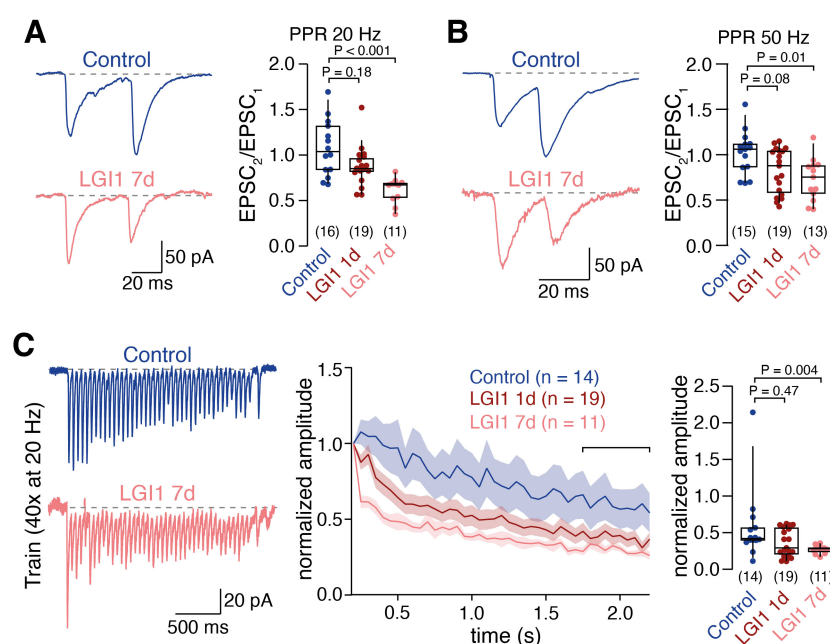 A
Control
LGI1 7d
50 pA
20 ms
PPR 20 Hz
P < 0.001
P = 0.18
EPSC2/EPSC1
2.0
1.5
1.0
0.5
0.0
(16) (19) (11)
Control
LGI1 1d
LGI1 7d
B
Control
LGI1 7d
50 pA
20 ms
PPR 50 Hz
P = 0.01
P = 0.08
EPSC2/EPSC1
2.0
1.5
1.0
0.5
0.0
(15) (19) (13)
Control
LGI1 1d
LGI1 7d
C
Train (40x at 20 Hz)
Control
LGI1 7d
20 pA
500 ms
normalized amplitude
1.5
1.0
0.5
0.0
Control (n = 14)
LGI1 1d (n = 19)
LGI1 7d (n = 11)
0.5 1.0 1.5 2.0
time (s)
normalized amplitude
P = 0.004
P = 0.47
2.5
2.0
1.5
1.0
0.5
0.0
(14) (19) (11)
Control
LGI1 1d
LGI1 7d